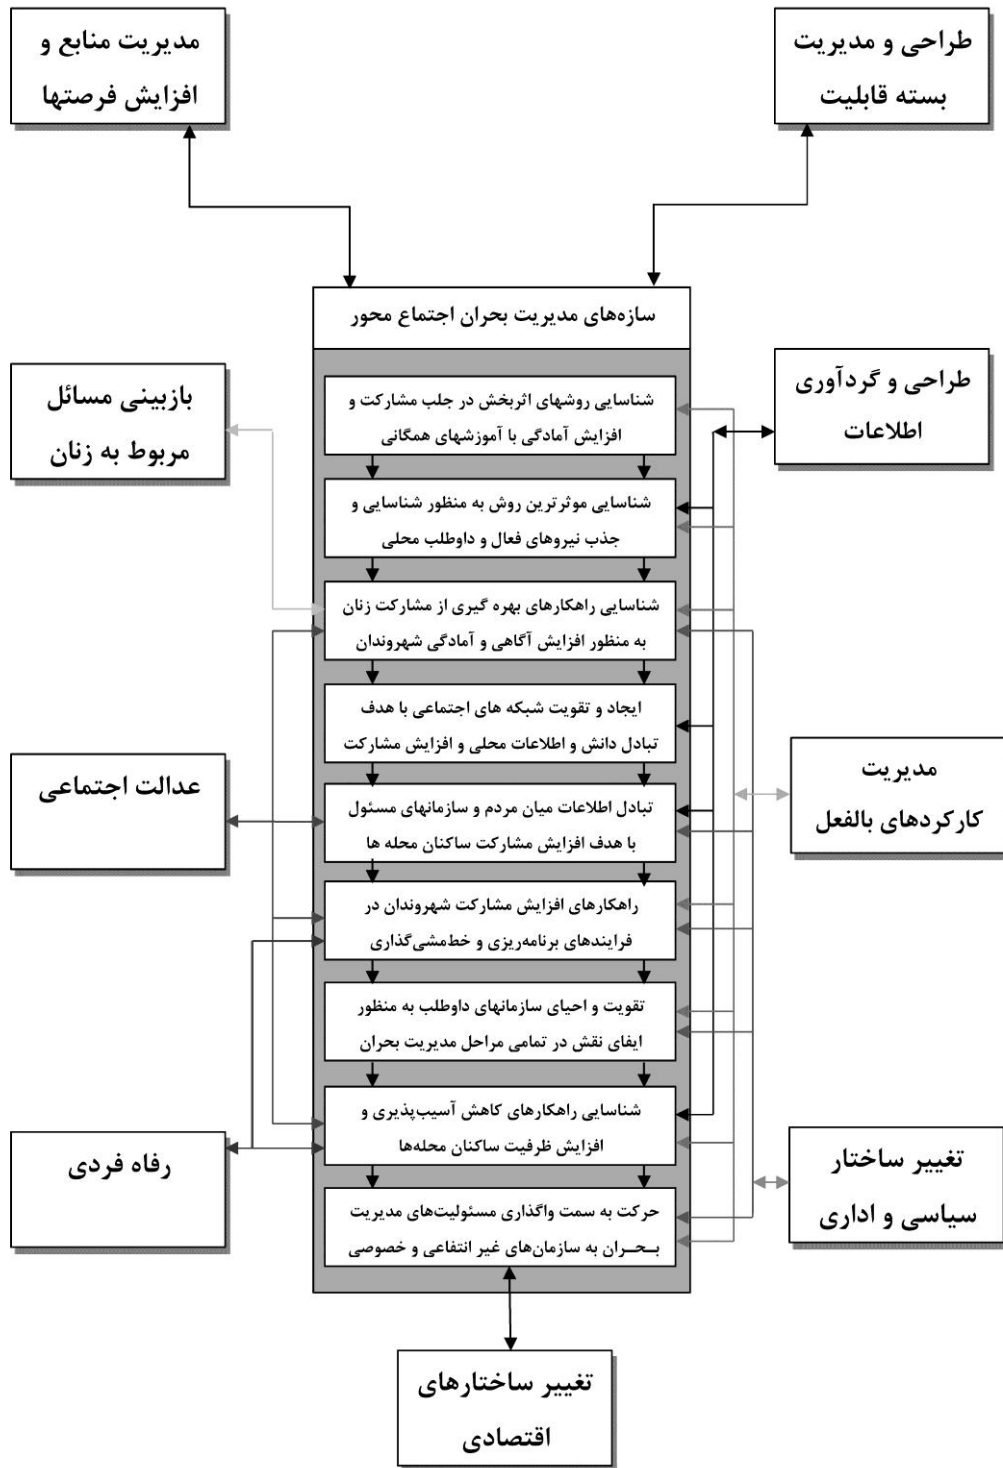 طراحی و مدیریت
بسته قابلیت
مدیریت منابع و
افزایش فرصتها
سازه‌های مدیریت بحران اجتماع محور
طراحی و گردآوری
اطلاعات
بازبینی مسائل
مربوط به زنان
شناسایی روشهای اثربخش در جلب مشارکت و
افزایش آمادگی با آموزشهای همگانی
شناسایی موثرترین روش به منظور شناسایی و
جذب نیروهای فعال و داوطلب محلی
شناسایی راهکارهای بهره گیری از مشارکت زنان
به منظور افزایش آگاهی و آمادگی شهروندان
ایجاد و تقویت شبکه های اجتماعی با هدف
تبادل دانش و اطلاعات محلی و افزایش مشارکت
تبادل اطلاعات میان مردم و سازمانهای مسئول
با هدف افزایش مشارکت ساکنان محله ها
راهکارهای افزایش مشارکت شهروندان در
فرایندهای برنامه‌ریزی و خط‌مشی‌گذاری
تقویت و احیای سازمانهای داوطلب به منظور
ایفای نقش در تمامی مراحل مدیریت بحران
شناسایی راهکارهای کاهش آسیب‌پذیری و
افزایش ظرفیت ساکنان محله‌ها
حرکت به سمت واگذاری مسئولیت‌های مدیریت
بـحـران به سازمان‌های غیر انتفاعی و خصوصی
مدیریت
کارکردهای بالفعل
عدالت اجتماعی
تغییر ساختار
سیاسی و اداری
رفاه فردی
تغییر ساختارهای
اقتصادی